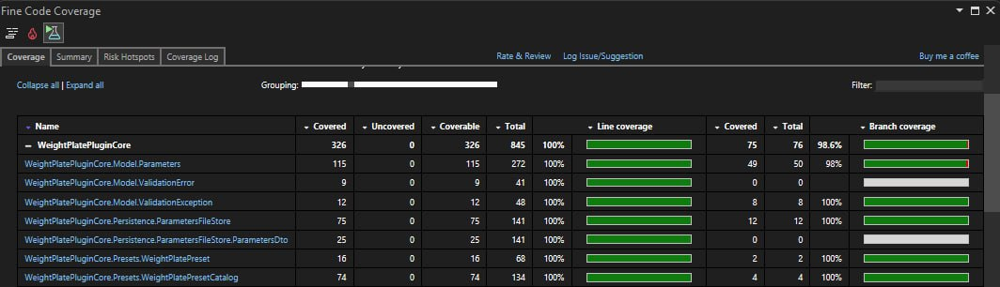 Fine Code Coverage
Coverage Summary Risk Hotspots Coverage Log Rate & Review Log Issue/Suggestion Buy me a coffee
Collapse all | Expand all Grouping: Filter:
Name Covered Uncovered Coverable Total Line coverage Covered Total Branch coverage
WeightPlatePluginCore 326 0 326 845 100% 75 76 98.6%
WeightPlatePluginCore.Model.Parameters 115 0 115 272 100% 49 50 98%
WeightPlatePluginCore.Model.ValidationError 9 0 9 41 100% 0 0
WeightPlatePluginCore.Model.ValidationException 12 0 12 48 100% 8 8 100%
WeightPlatePluginCore.Persistence.ParametersFileStore 75 0 75 141 100% 12 12 100%
WeightPlatePluginCore.Persistence.ParametersFileStore.ParametersDto 25 0 25 141 100% 0 0
WeightPlatePluginCore.Presets.WeightPlatePreset 16 0 16 68 100% 2 2 100%
WeightPlatePluginCore.Presets.WeightPlatePresetCatalog 74 0 74 134 100% 4 4 100%